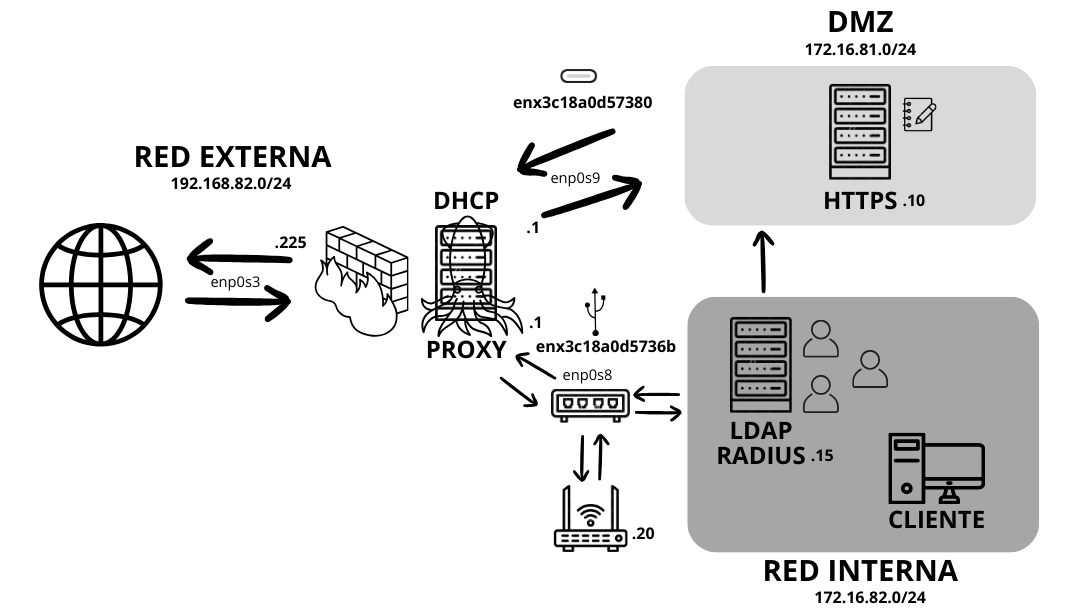 DMZ
172.16.81.0/24
enx3c18a0d57380
RED EXTERNA
192.168.82.0/24
enp0s9
DHCP
HTTPS .10
.1
.225
enp0s3
.1
PROXY
enx3c18a0d5736b
enp0s8
LDAP
RADIUS .15
CLIENTE
.20
RED INTERNA
172.16.82.0/24